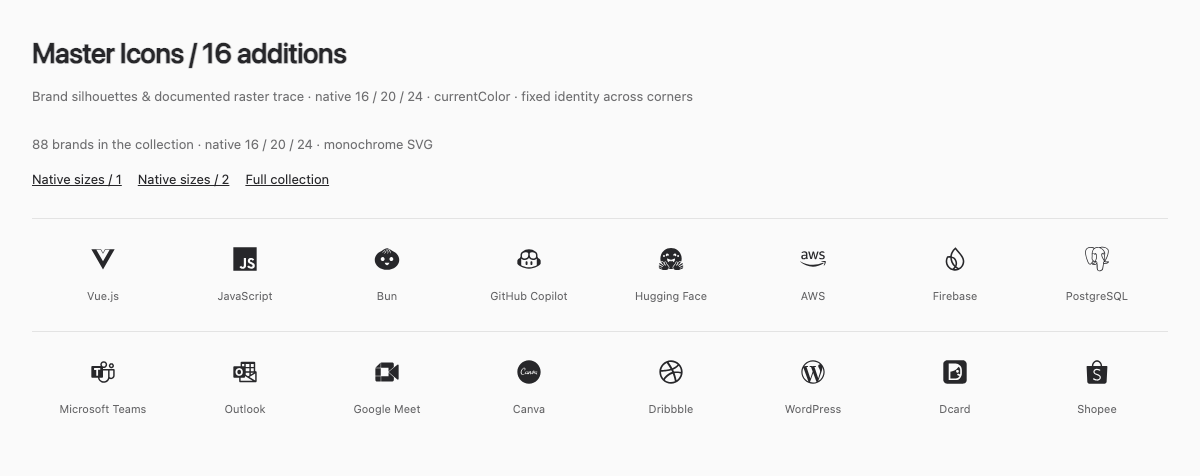 Master Icons / 16 additions
Brand silhouettes & documented raster trace · native 16 / 20 / 24 · currentColor · fixed identity across corners
88 brands in the collection · native 16 / 20 / 24 · monochrome SVG
Native sizes / 1 Native sizes / 2 Full collection
JS aws
Vue.js JavaScript Bun GitHub Copilot Hugging Face AWS Firebase PostgreSQL
T O Canva W S
Microsoft Teams Outlook Google Meet Canva Dribbble WordPress Dcard Shopee